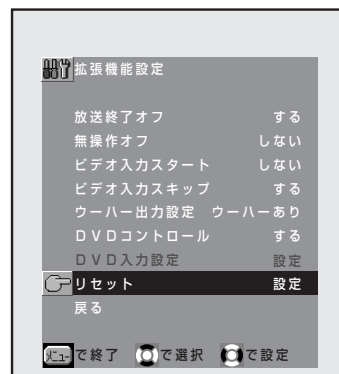 拡張機能設定
放送終了オフ する
無操作オフ しない
ビデオ入力スタート しない
ビデオ入力スキップ する
ウーハー出力設定 ウーハーあり
DVDコントロール する
DVD入力設定 設定
リセット 設定
戻る
メニュー で終了 で選択 で設定